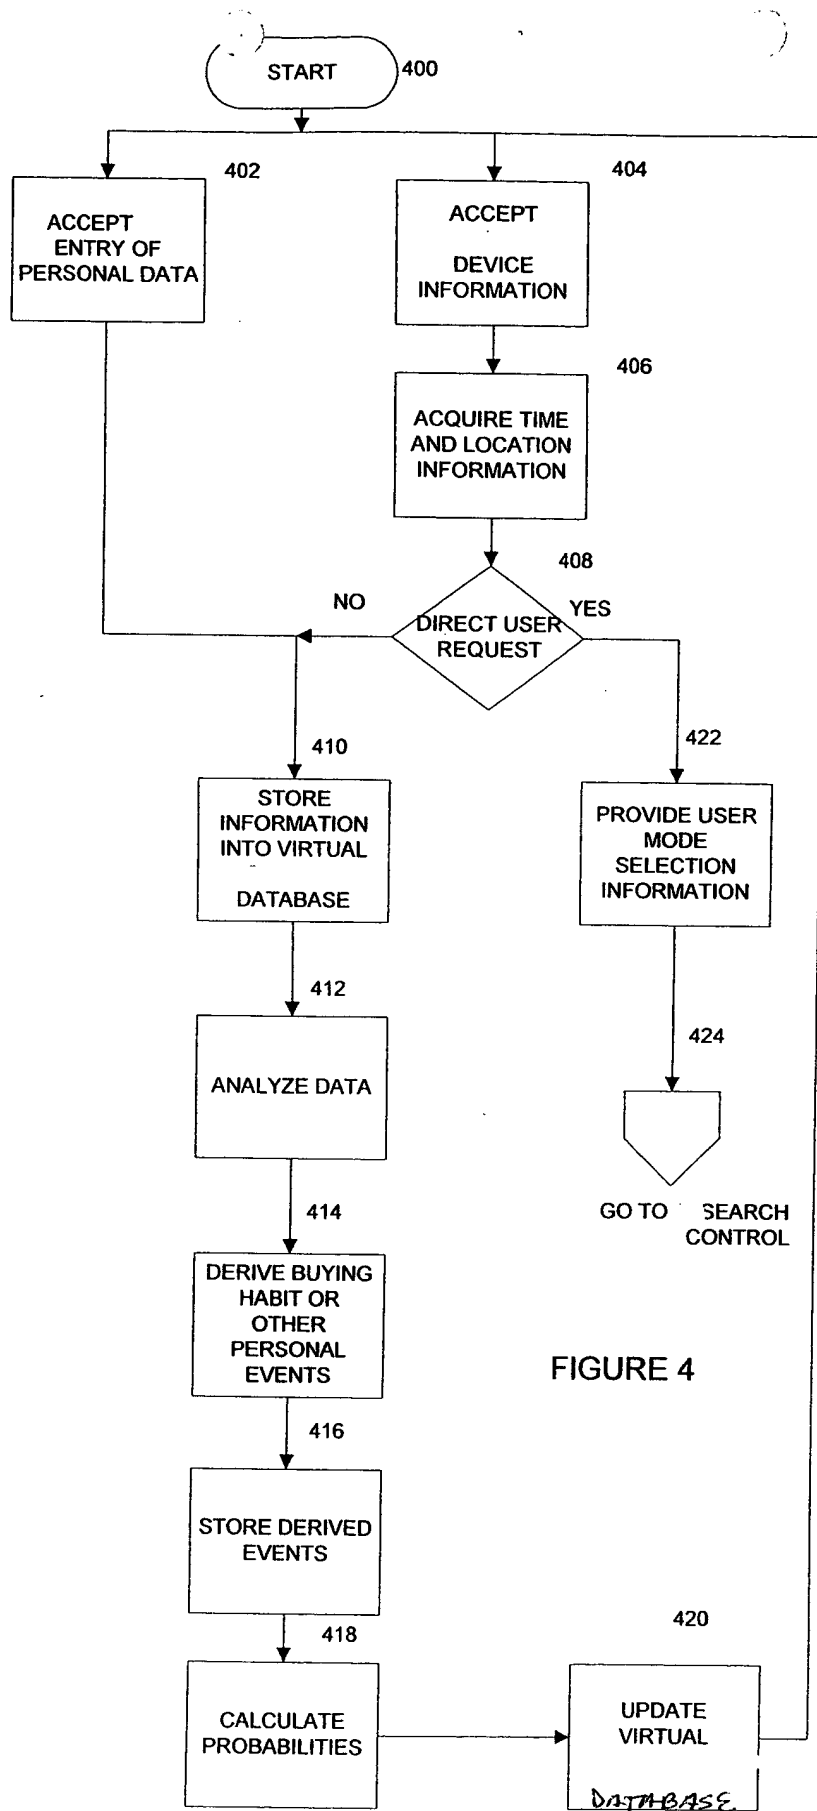 START
400
402
404
ACCEPT
ENTRY OF
PERSONAL DATA
ACCEPT
DEVICE
INFORMATION
406
ACQUIRE TIME
AND LOCATION
INFORMATION
408
NO
DIRECT USER
REQUEST
YES
410
422
STORE
INFORMATION
INTO VIRTUAL
DATABASE
PROVIDE USER
MODE
SELECTION
INFORMATION
412
424
ANALYZE DATA
GO TO SEARCH
CONTROL
414
DERIVE BUYING
HABIT OR
OTHER
PERSONAL
EVENTS
FIGURE 4
416
STORE DERIVED
EVENTS
418
420
CALCULATE
PROBABILITIES
UPDATE
VIRTUAL
DATABASE